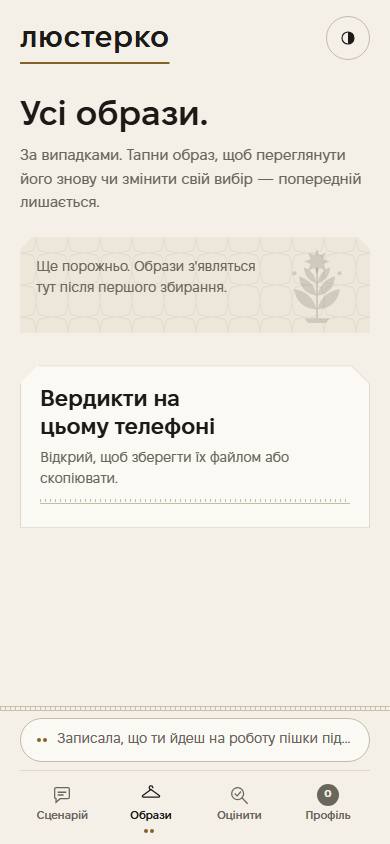 люстерко
Усі образи.
За випадками. Тапни образ, щоб переглянути
його знову чи змінити свій вибір — попередній
лишається.
Ще порожньо. Образи з'являться
тут після першого збирання.
Вердикти на
цьому телефоні
Відкрий, щоб зберегти їх файлом або
скопіювати.
Записала, що ти йдеш на роботу пішки під...
Сценарій
Образи
Оцінити
О
Профіль